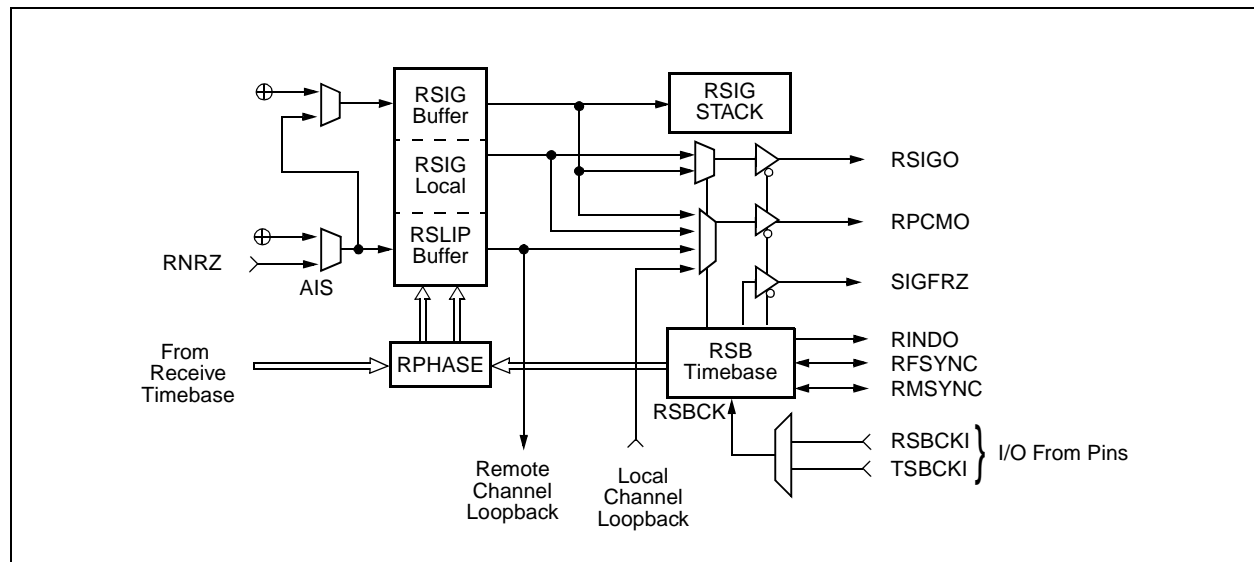 RSIG
Buffer
RSIG
Local
RSLIP
Buffer
RSIG
STACK
RNRZ
AIS
RSIGO
RPCMO
SIGFRZ
From
Receive
Timebase
RPHASE
RSB
Timebase
RINDO
RFSYNC
RMSYNC
RSBCK
RSBCKI
TSBCKI
} I/O From Pins
Remote
Channel
Loopback
Local
Channel
Loopback